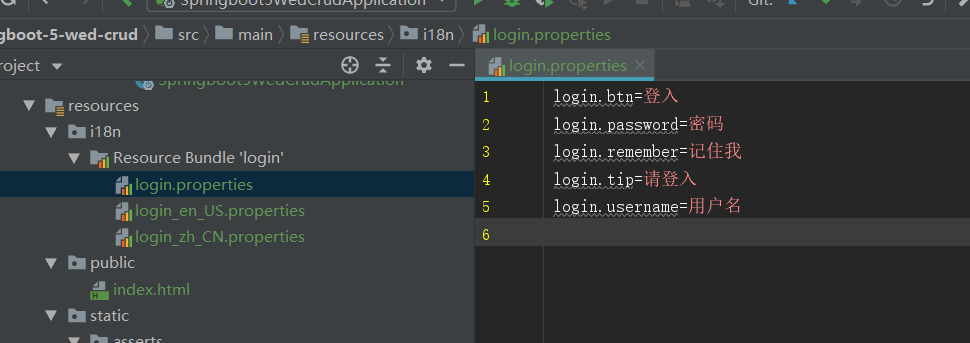 Springboot5WedCrudApplication
Git:
gboot-5-wed-crud
src
main
resources
i18n
login.properties
roject
login.properties
Springboot5WedCrudApplication
resources
i18n
Resource Bundle 'login'
login.properties
login_en_US.properties
login_zh_CN.properties
public
index.html
static
asserts
1 login.btn=登入
2 login.password=密码
3 login.remember=记住我
4 login.tip=请登入
5 login.username=用户名
6